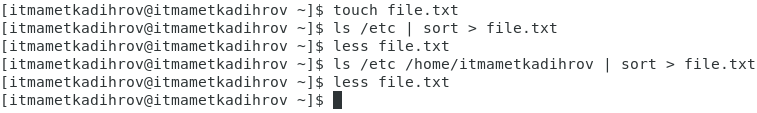 [itmametkadihrov@itmametkadihrov ~]$ touch file.txt
[itmametkadihrov@itmametkadihrov ~]$ ls /etc | sort > file.txt
[itmametkadihrov@itmametkadihrov ~]$ less file.txt
[itmametkadihrov@itmametkadihrov ~]$ ls /etc /home/itmametkadihrov | sort > file.txt
[itmametkadihrov@itmametkadihrov ~]$ less file.txt
[itmametkadihrov@itmametkadihrov ~]$